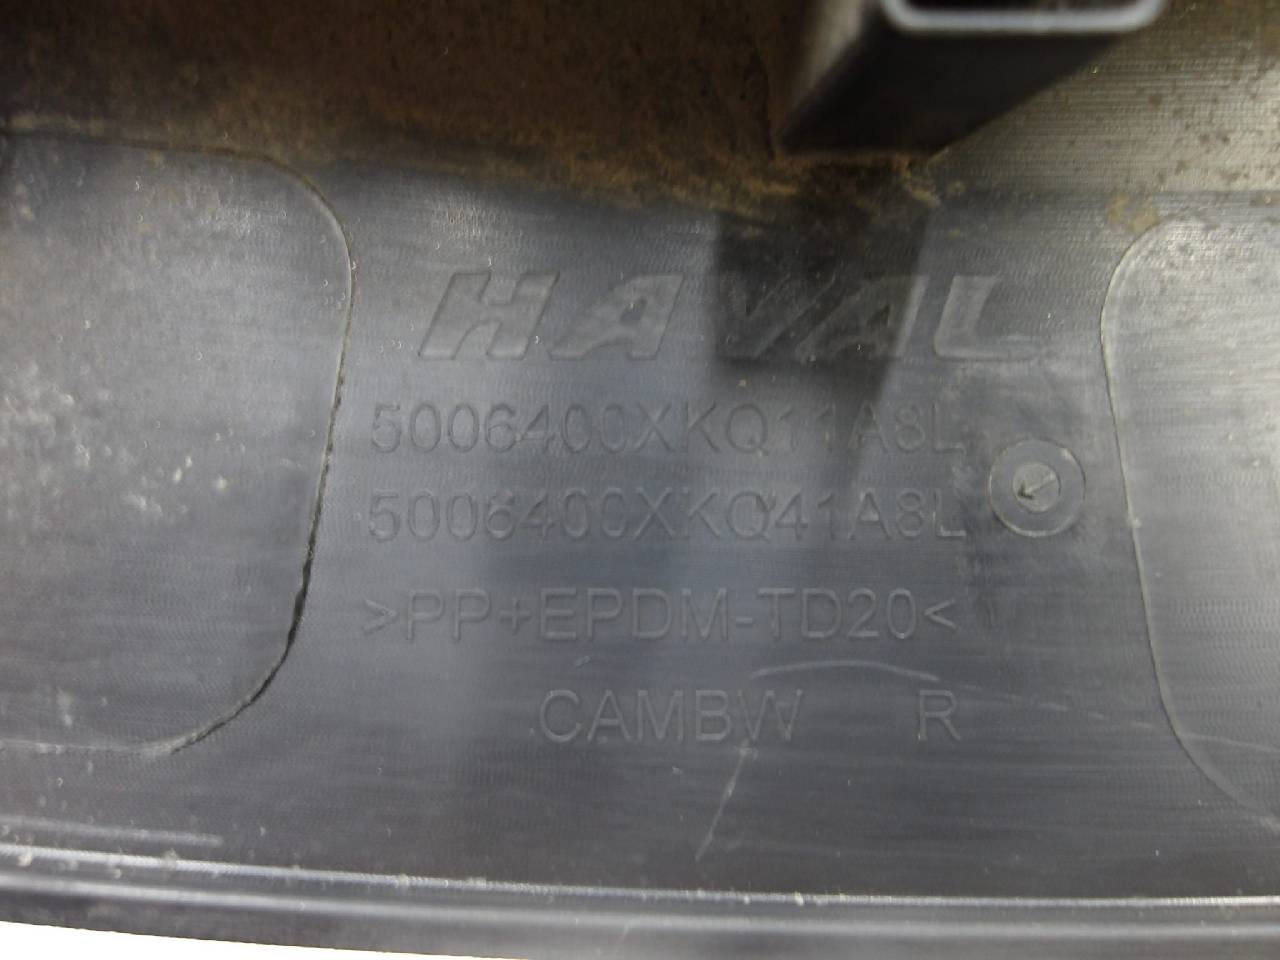 HAVAL
5006400XKQ11A8L
5006400XKQ41A8L
>PP+EPDM-TD20<
CAMBW R